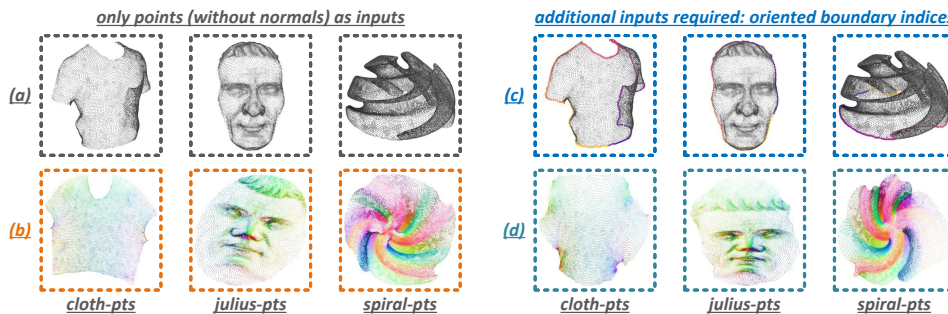 only points (without normals) as inputs
additional inputs required: oriented boundary indices
(a)
(c)
(b)
(d)
cloth-pts julius-pts spiral-pts
cloth-pts julius-pts spiral-pts